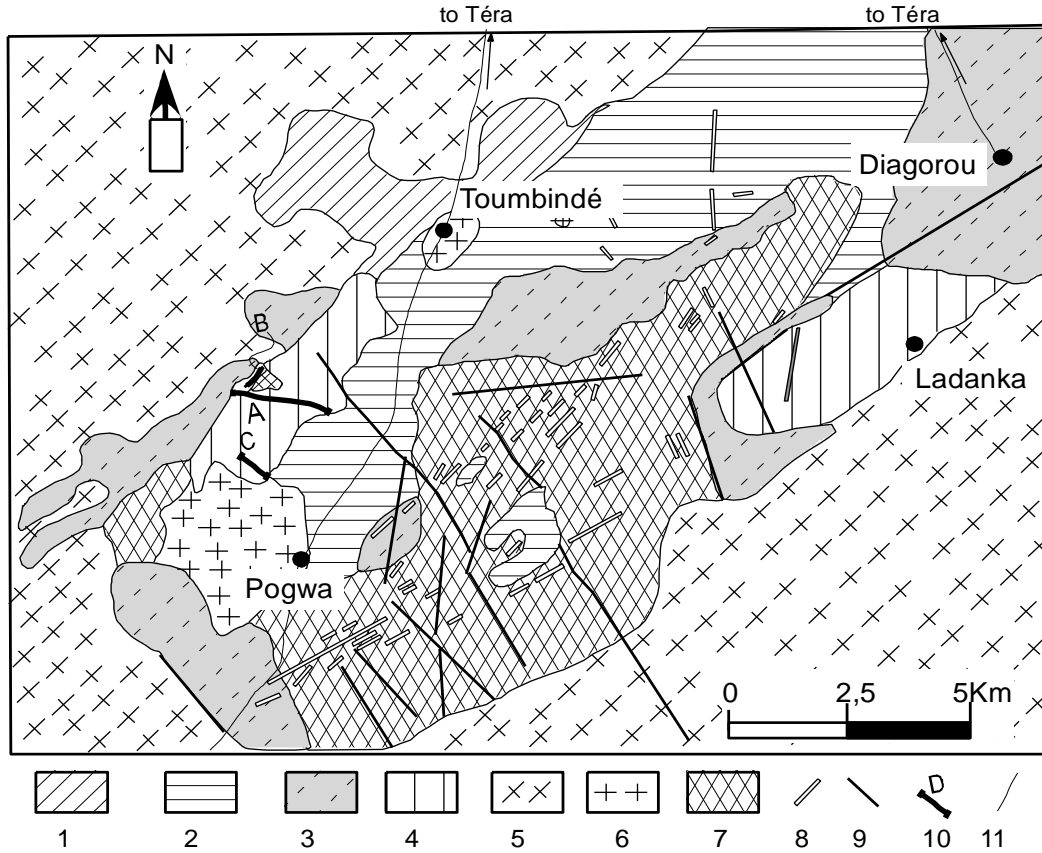 to Téra
to Téra
N
Diagorou
Toumbindé
B
Ladanka
A
C
Pogwa
0 2,5 5Km
D
1 2 3 4 5 6 7 8 9 10 11